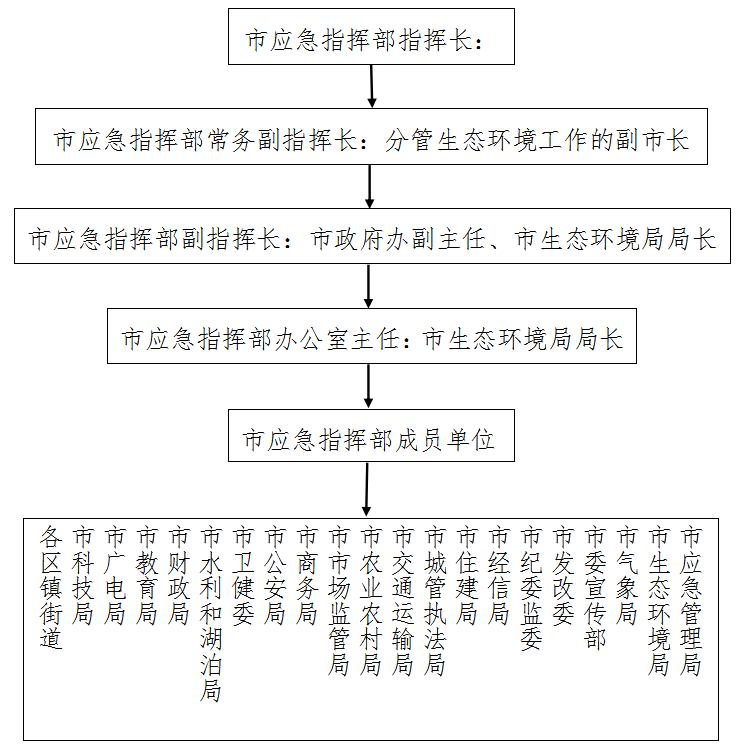 市应急指挥部指挥长：
市应急指挥部常务副指挥长：分管生态环境工作的副市长
市应急指挥部副指挥长：市政府办副主任、市生态环境局局长
市应急指挥部办公室主任：市生态环境局局长
市应急指挥部成员单位
各区镇街道
市科技局
市广电局
市教育局
市财政局
市水利和湖泊局
市卫健委
市公安局
市商务局
市市场监管局
市农业农村局
市交通运输局
市城管执法局
市住建局
市经信局
市纪委监委
市发改委
市委宣传部
市气象局
市生态环境局
市应急管理局